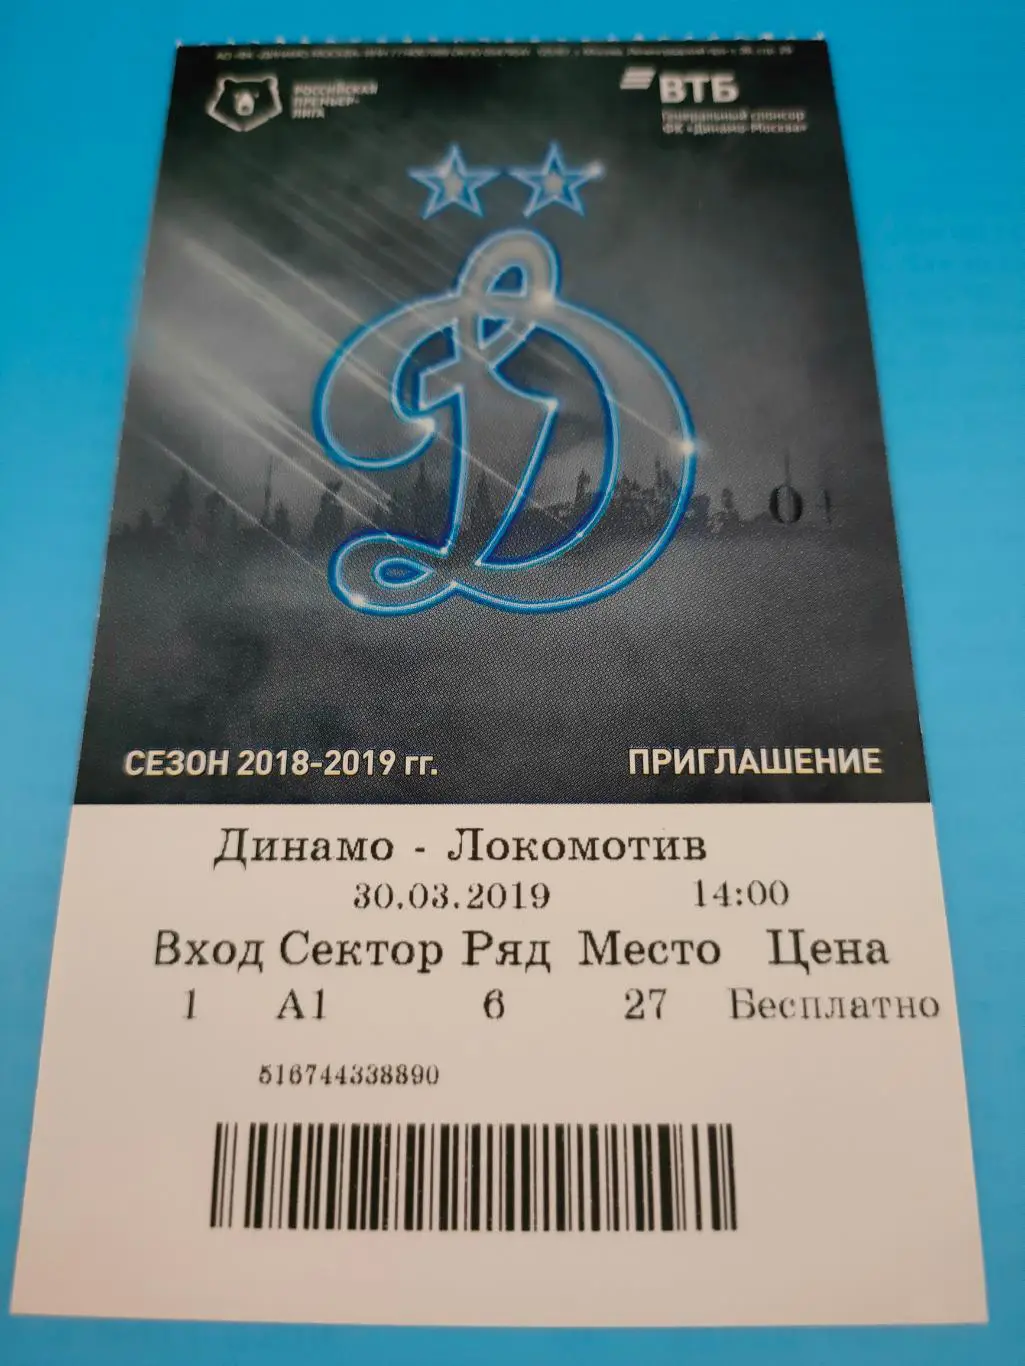 РОССИЙСКАЯ
ПРЕМЬЕР-
ЛИГА
ВТБ
Генеральный спонсор
ФК «Динамо-Москва»
СЕЗОН 2018-2019 гг.
ПРИГЛАШЕНИЕ
Динамо - Локомотив
30.03.2019 14:00
Вход Сектор Ряд Место Цена
1 А1 6 27 Бесплатно
516744338890